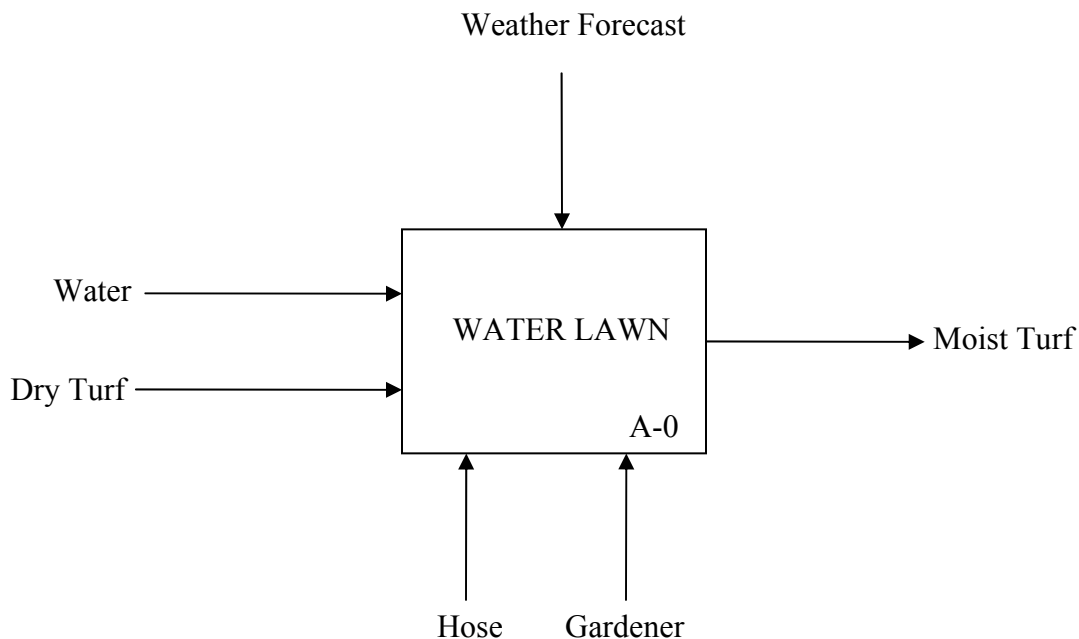 Weather Forecast
Water
WATER LAWN
Moist Turf
Dry Turf
A-0
Hose
Gardener